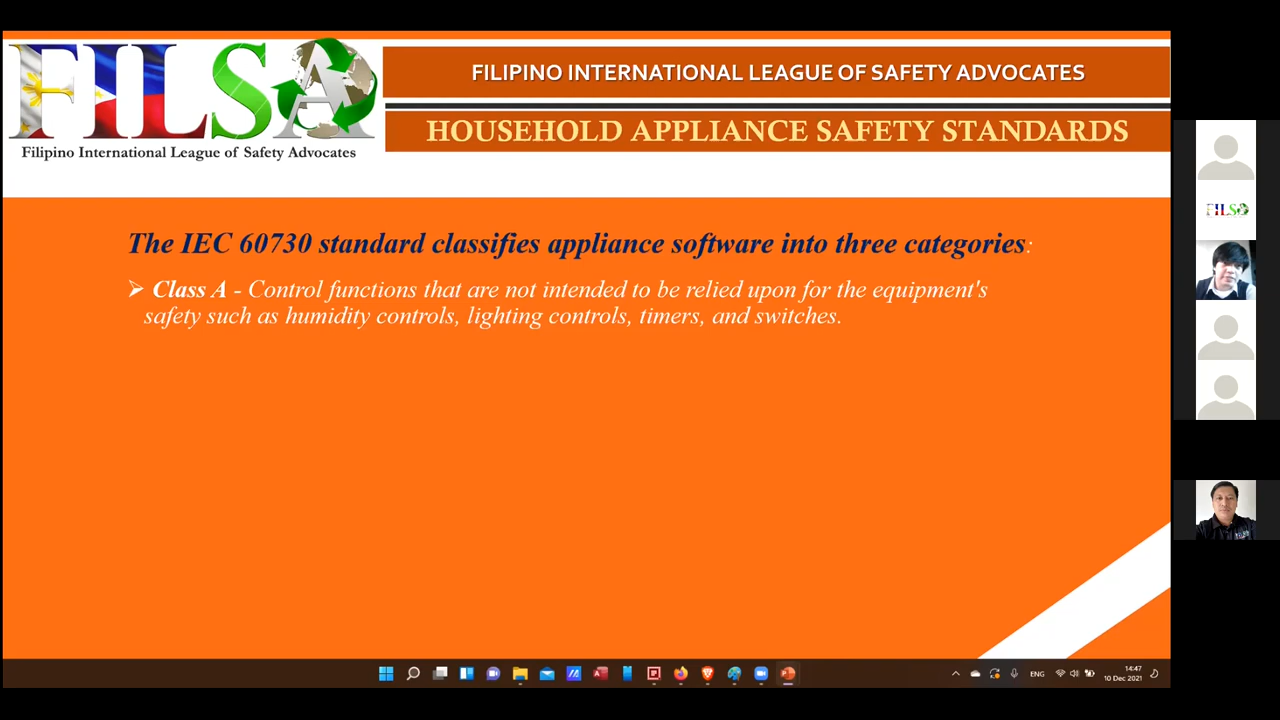 FILSA
Filipino International League of Safety Advocates
FILIPINO INTERNATIONAL LEAGUE OF SAFETY ADVOCATES
HOUSEHOLD APPLIANCE SAFETY STANDARDS
The IEC 60730 standard classifies appliance software into three categories:
➢ Class A - Control functions that are not intended to be relied upon for the equipment's
safety such as humidity controls, lighting controls, timers, and switches.
FILSA
ENG
14:47
10 Dec 2021